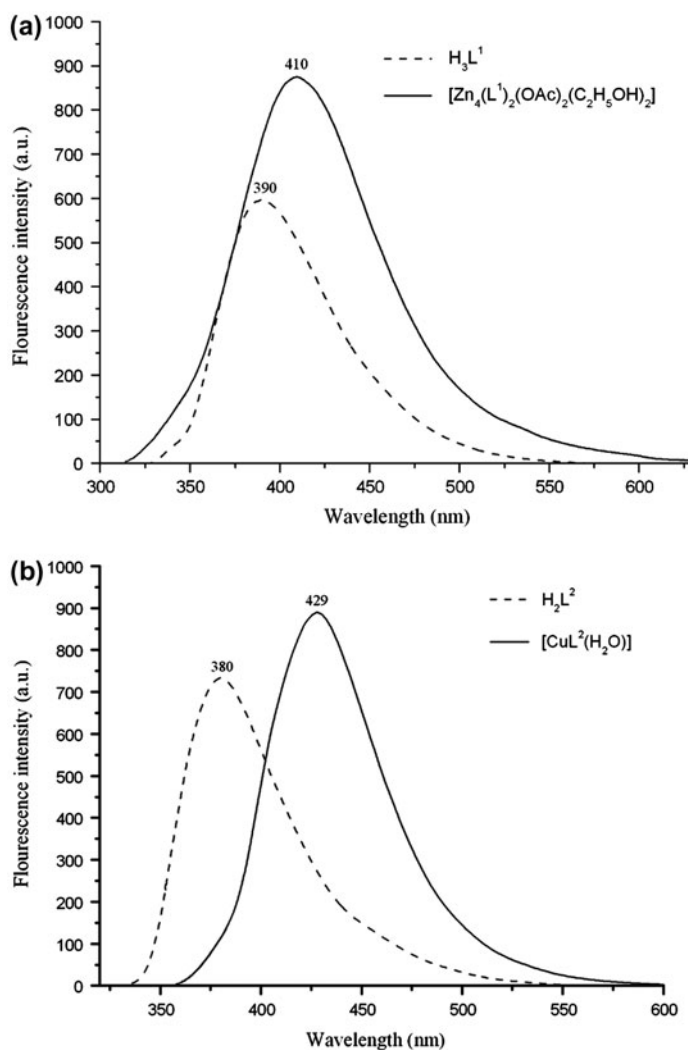 (a)
1000
900
800
700
600
500
400
300
200
100
0
Flourescence intensity (a.u.)
410
390
H₃L¹
[Zn₄(L¹)₂(OAc)₂(C₂H₅OH)₂]
300 350 400 450 500 550 600
Wavelength (nm)
(b)
1000
900
800
700
600
500
400
300
200
100
0
Flourescence intensity (a.u.)
429
380
H₂L²
[CuL²(H₂O)]
350 400 450 500 550 600
Wavelength (nm)